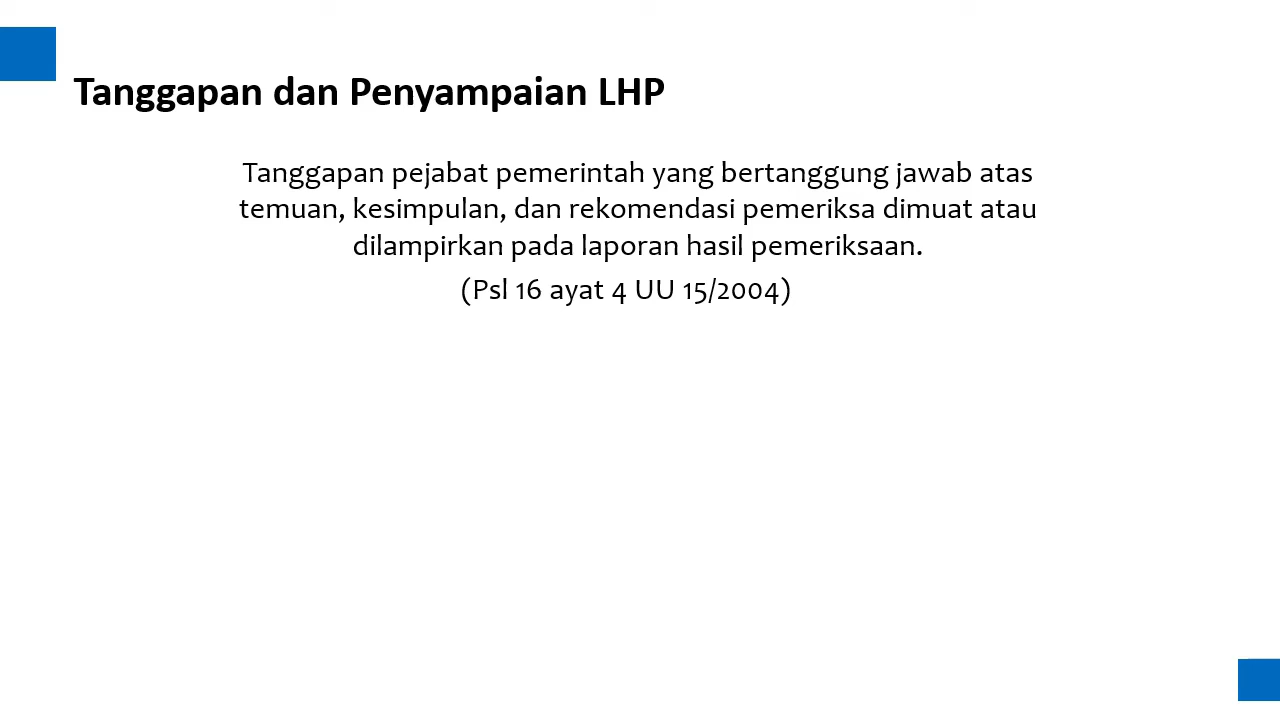 Tanggapan dan Penyampaian LHP
Tanggapan pejabat pemerintah yang bertanggung jawab atas
temuan, kesimpulan, dan rekomendasi pemeriksa dimuat atau
dilampirkan pada laporan hasil pemeriksaan.
(Psl 16 ayat 4 UU 15/2004)